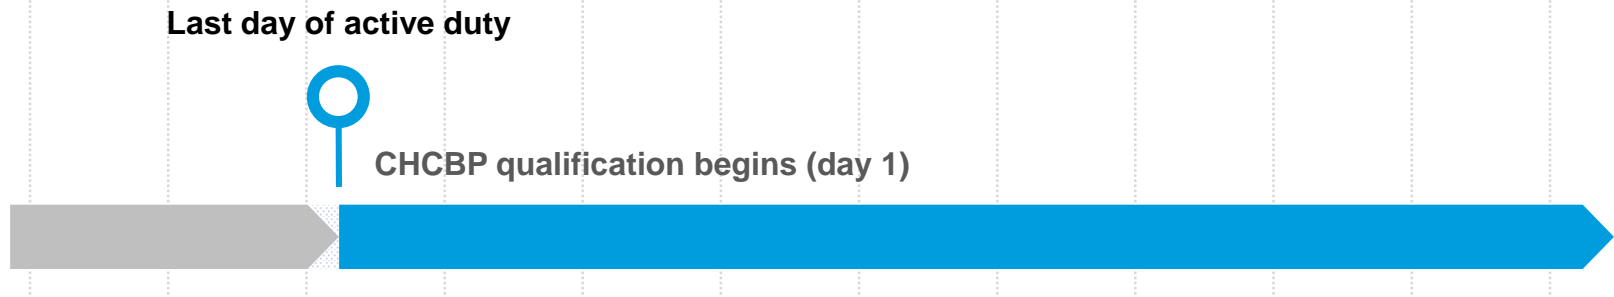 Last day of active duty
CHCBP qualification begins (day 1)